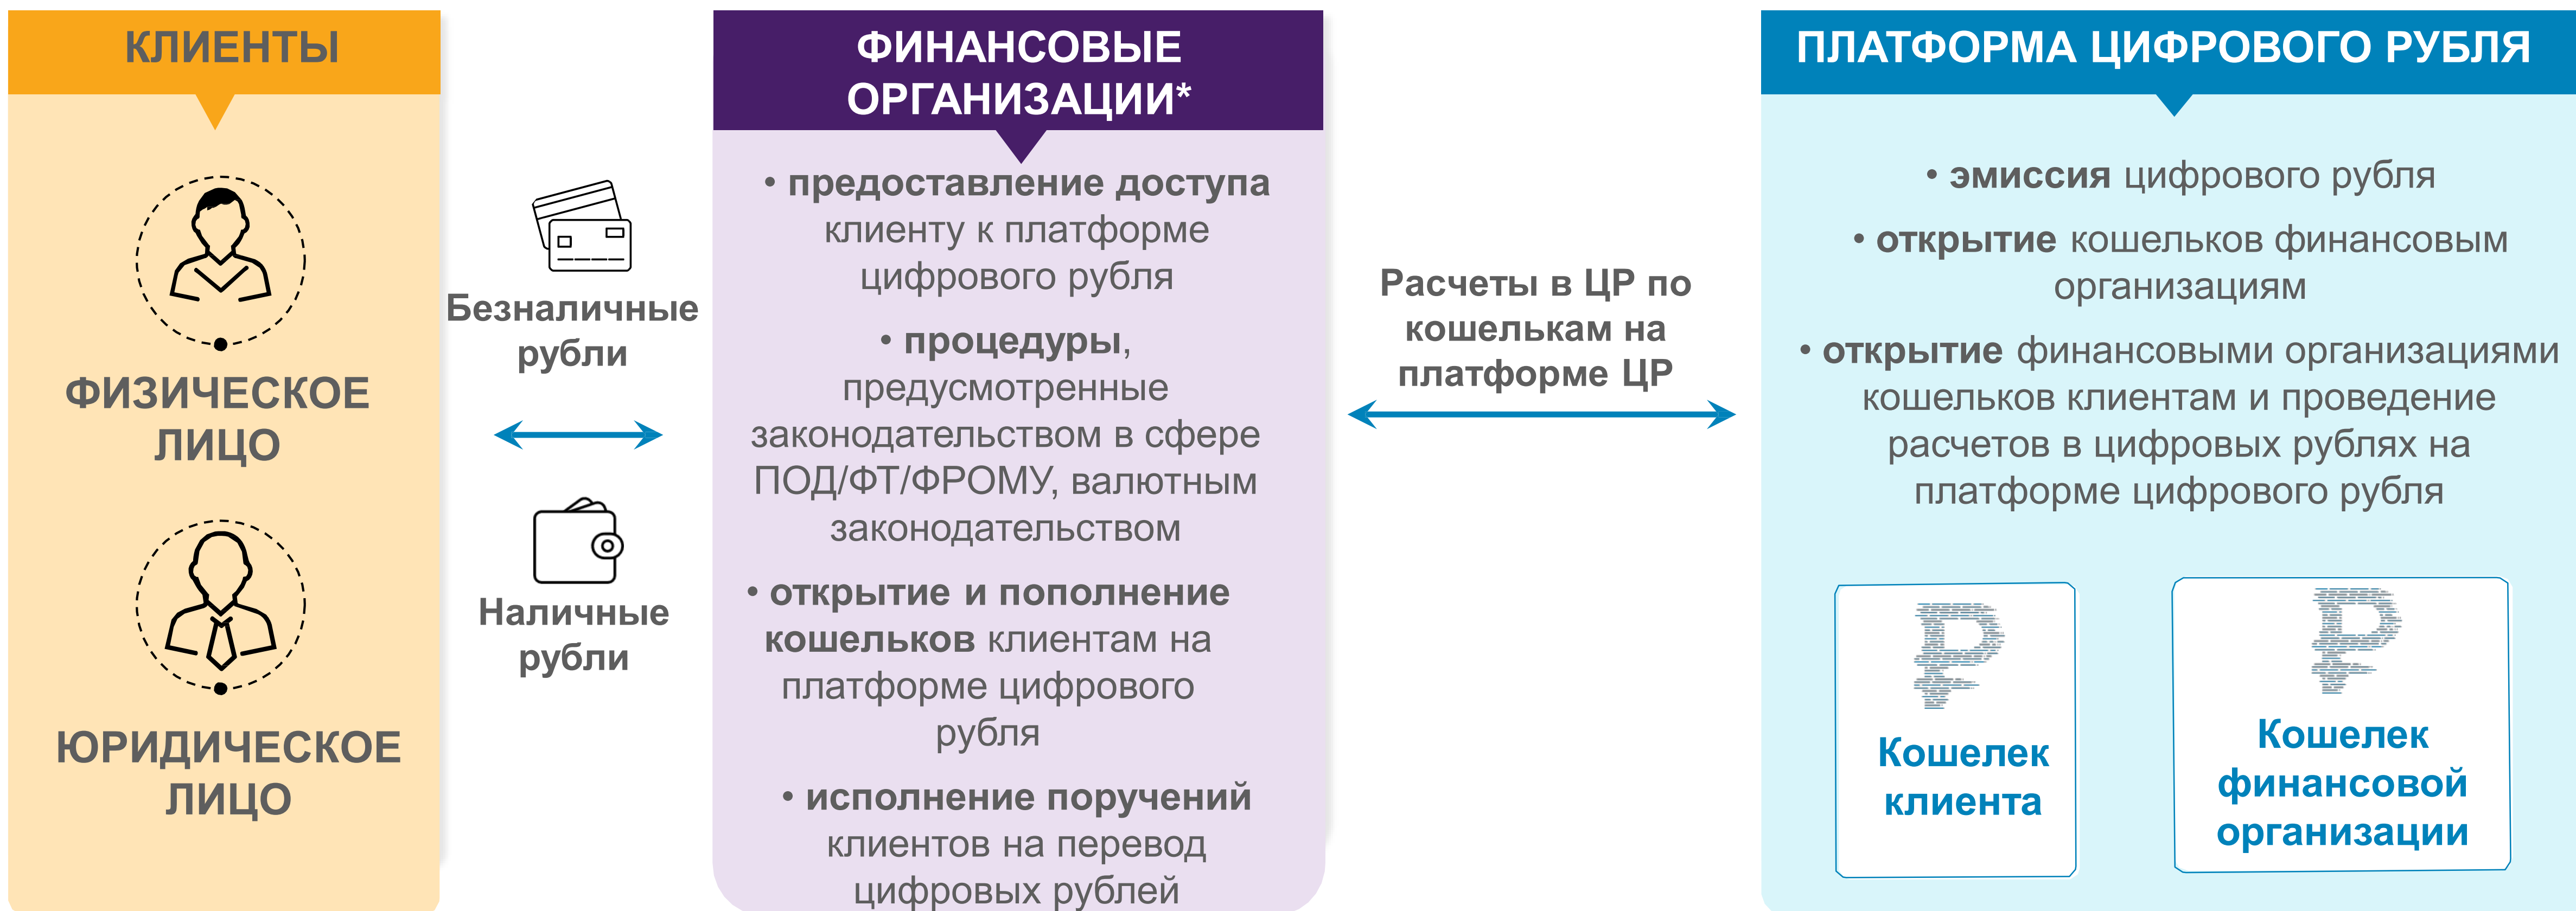 КЛИЕНТЫ
ФИЗИЧЕСКОЕ
ЛИЦО
ЮРИДИЧЕСКОЕ
ЛИЦО
Безналичные
рубли
Наличные
рубли
ФИНАНСОВЫЕ
ОРГАНИЗАЦИИ*
• предоставление доступа
клиенту к платформе
цифрового рубля
• процедуры,
предусмотренные
законодательством в сфере
ПОД/ФТ/ФРОМУ, валютным
законодательством
• открытие и пополнение
кошельков клиентам на
платформе цифрового
рубля
• исполнение поручений
клиентов на перевод
цифровых рублей
Расчеты в ЦР по
кошелькам на
платформе ЦР
ПЛАТФОРМА ЦИФРОВОГО РУБЛЯ
• эмиссия цифрового рубля
• открытие кошельков финансовым
организациям
• открытие финансовыми организациями
кошельков клиентам и проведение
расчетов в цифровых рублях на
платформе цифрового рубля
Кошелек
клиента
Кошелек
финансовой
организации